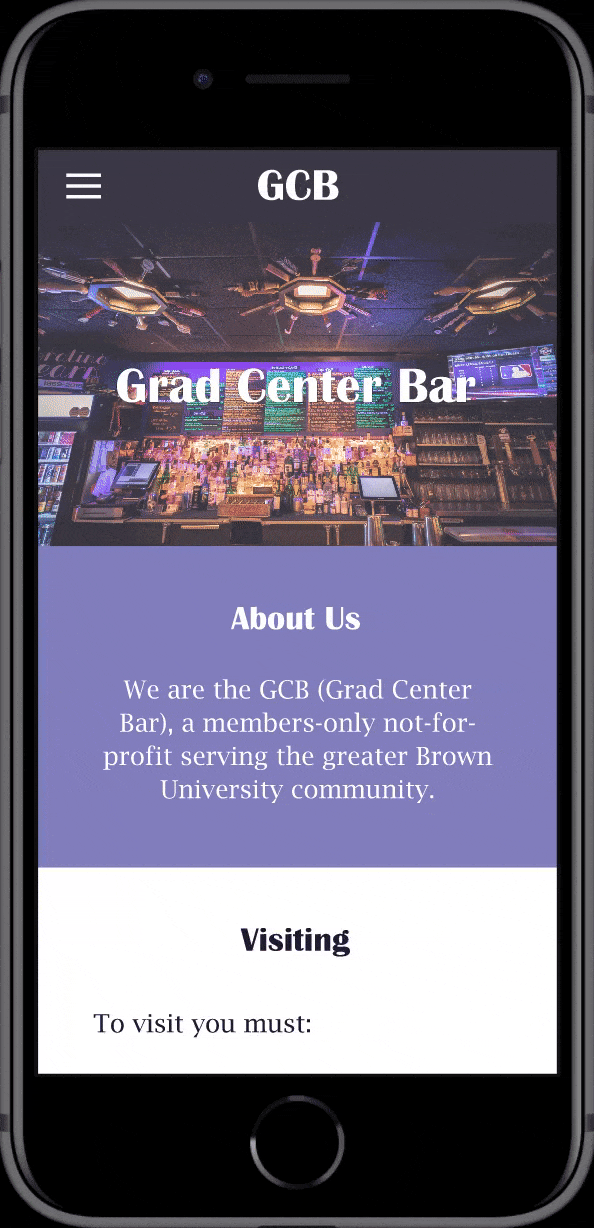 GCB
Grad Center Bar
About Us
We are the GCB (Grad Center
Bar), a members-only not-for-
profit serving the greater Brown
University community.
Visiting
To visit you must: